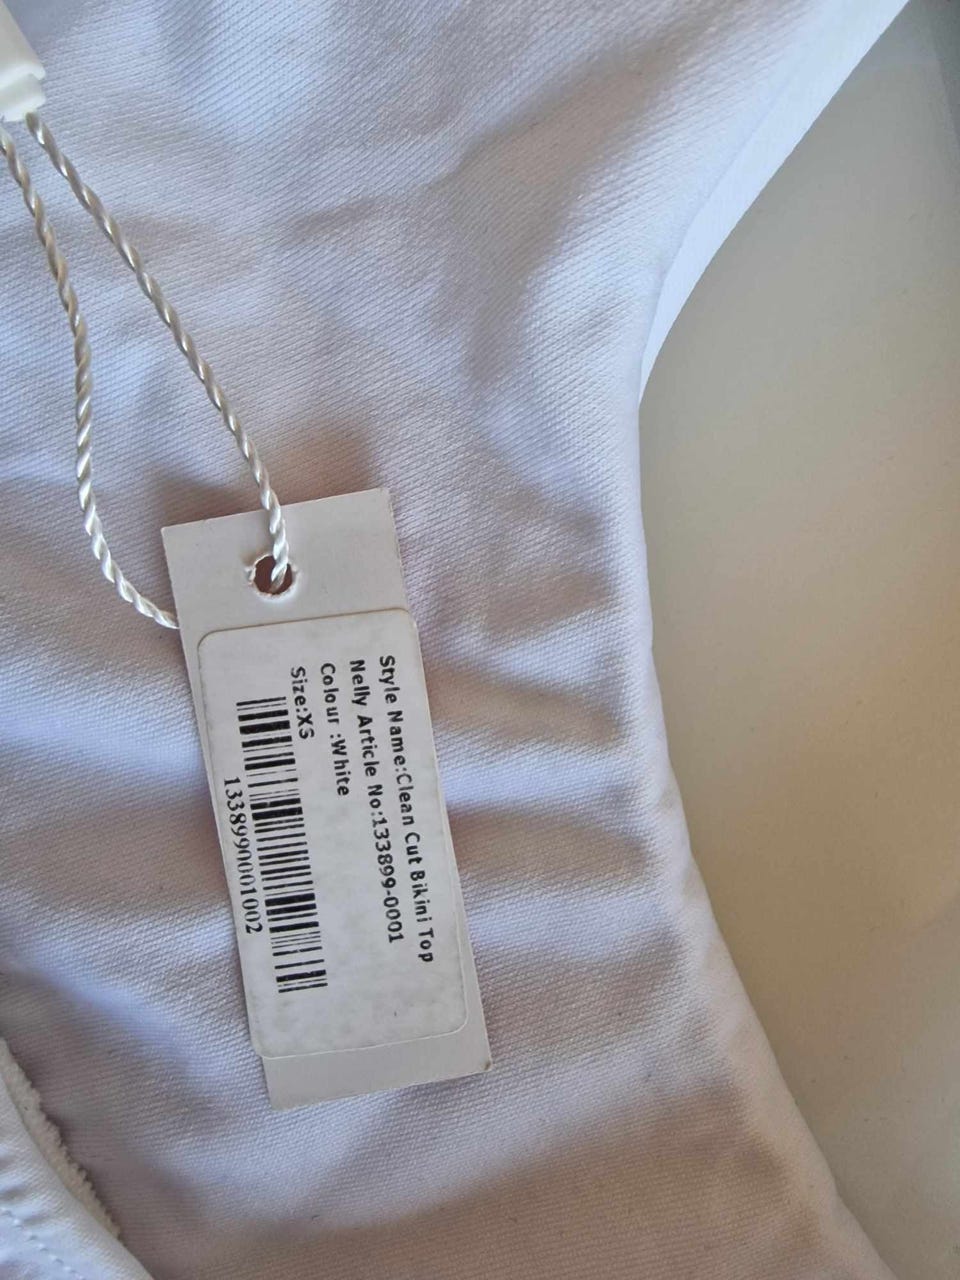 Style Name:Clean Cut Bikini Top
Nelly Article No:133899-0001
Colour :White
Size:XS
1338990001002